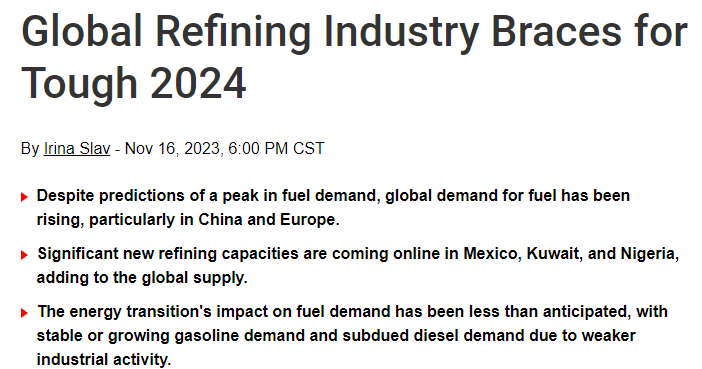 Global Refining Industry Braces for
Tough 2024
By Irina Slav - Nov 16, 2023, 6:00 PM CST
Despite predictions of a peak in fuel demand, global demand for fuel has been
rising, particularly in China and Europe.
Significant new refining capacities are coming online in Mexico, Kuwait, and Nigeria,
adding to the global supply.
The energy transition's impact on fuel demand has been less than anticipated, with
stable or growing gasoline demand and subdued diesel demand due to weaker
industrial activity.